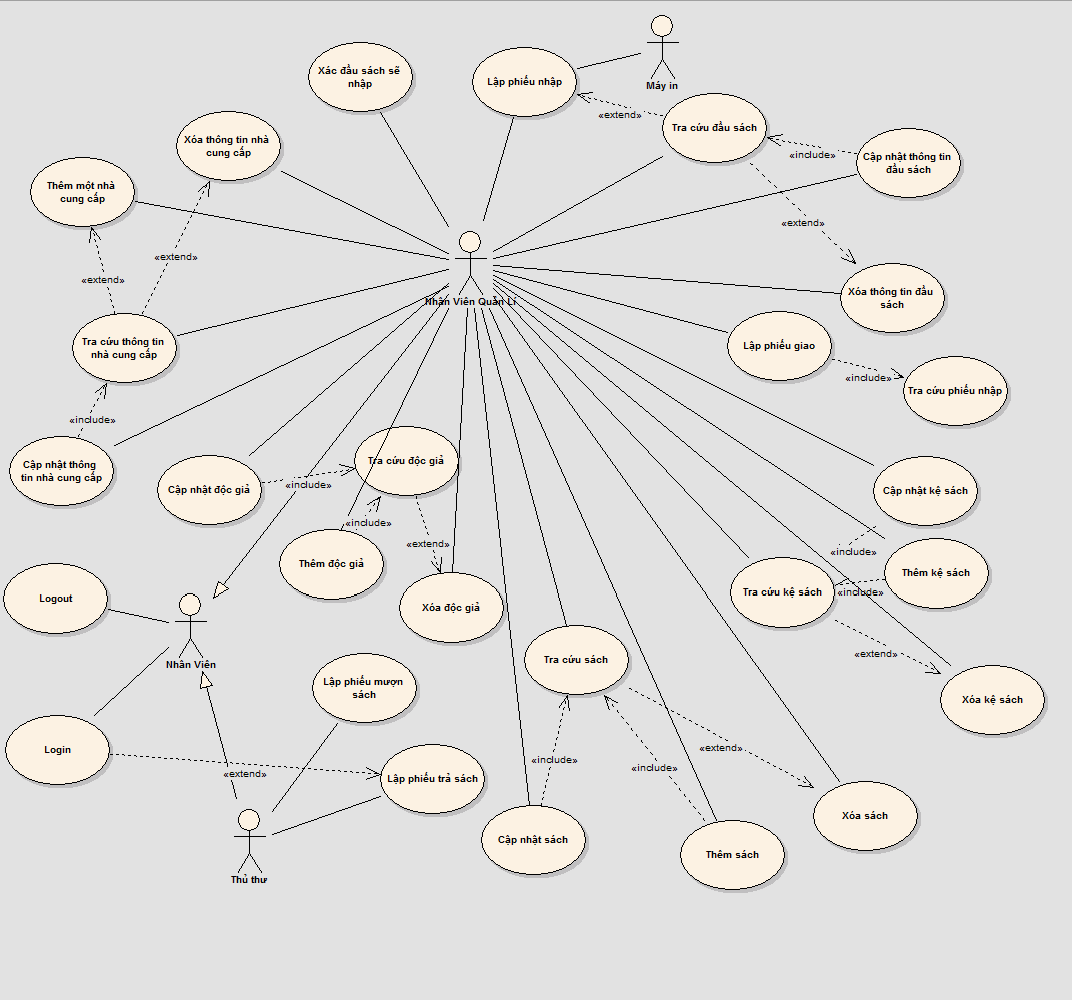 Xác đầu sách sẽ
nhập
Lập phiếu nhập
Máy in
«extend»
Tra cứu đầu sách
«include»
Cập nhật thông tin
đầu sách
Xóa thông tin nhà
cung cấp
Thêm một nhà
cung cấp
«extend»
«extend»
«extend»
Nhận Viên Quản Lí
Xóa thông tin đầu
sách
Tra cứu thông tin
nhà cung cấp
Lập phiếu giao
«include»
Tra cứu phiếu nhập
«include»
Cập nhật thông
tin nhà cung cấp
Cập nhật độc giả
«include»
Tra cứu độc giả
«include»
«extend»
Thêm độc giả
Xóa độc giả
Cập nhật kệ sách
«include»
Thêm kệ sách
Tra cứu kệ sách
«include»
«extend»
Xóa kệ sách
Logout
Nhân Viên
Login
Lập phiếu mượn
sách
«extend»
Lập phiếu trả sách
Thủ thư
Tra cứu sách
«include»
«include»
«extend»
Cập nhật sách
Thêm sách
Xóa sách